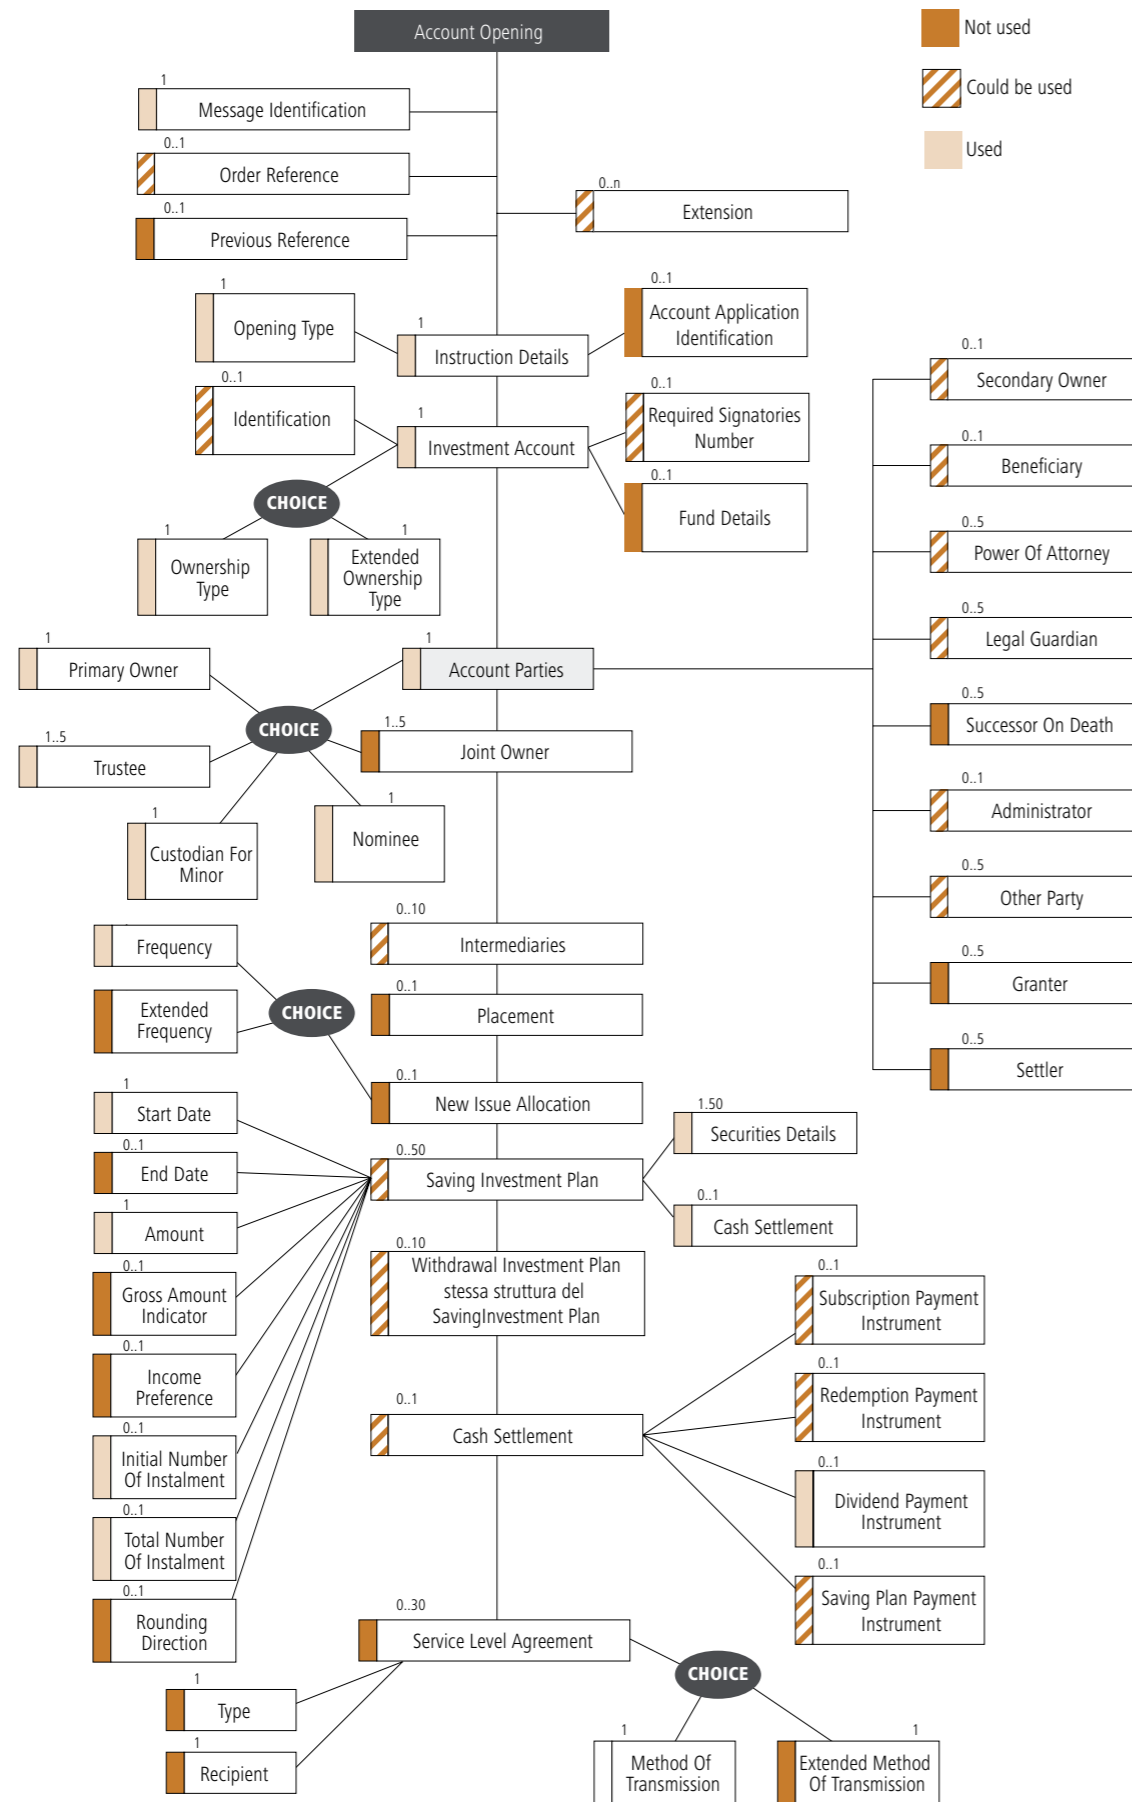 Account Opening
Not used
Could be used
Used
1
Message Identification
0..1
Order Reference
0..1
Previous Reference
0..n
Extension
1
Opening Type
1
Instruction Details
0..1
Account Application
Identification
0..1
Identification
1
Investment Account
0..1
Required Signatories
Number
0..1
Fund Details
CHOICE
1
Ownership
Type
1
Extended
Ownership
Type
0..1
Secondary Owner
0..1
Beneficiary
0..5
Power Of Attorney
0..5
Legal Guardian
0..5
Successor On Death
0..1
Administrator
0..5
Other Party
0..5
Granter
0..5
Settler
1
Primary Owner
1
Account Parties
CHOICE
1..5
Trustee
1..5
Joint Owner
1
Custodian For
Minor
1
Nominee
0..10
Intermediaries
Frequency
Extended
Frequency
CHOICE
0..1
Placement
0..1
New Issue Allocation
1
Start Date
0..1
End Date
1
Amount
0..1
Gross Amount
Indicator
0..1
Income
Preference
0..1
Initial Number
Of Instalment
0..1
Total Number
Of Instalment
0..1
Rounding
Direction
0..50
Saving Investment Plan
1.50
Securities Details
0..1
Cash Settlement
0..10
Withdrawal Investment Plan
stessa struttura del
SavingInvestment Plan
0..1
Cash Settlement
0..1
Subscription Payment
Instrument
0..1
Redemption Payment
Instrument
0..1
Dividend Payment
Instrument
0..1
Saving Plan Payment
Instrument
0..30
Service Level Agreement
CHOICE
1
Type
1
Recipient
1
Method Of
Transmission
1
Extended Method
Of Transmission